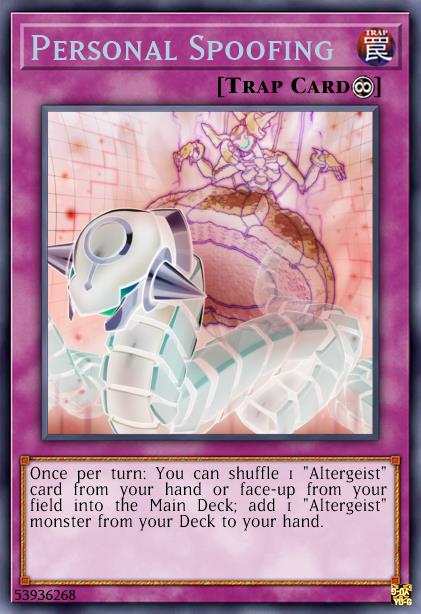 Personal Spoofing
TRAP
罠
[Trap Card]
Once per turn: You can shuffle 1 "Altergeist"
card from your hand or face-up from your
field into the Main Deck; add 1 "Altergeist"
monster from your Deck to your hand.
53936268